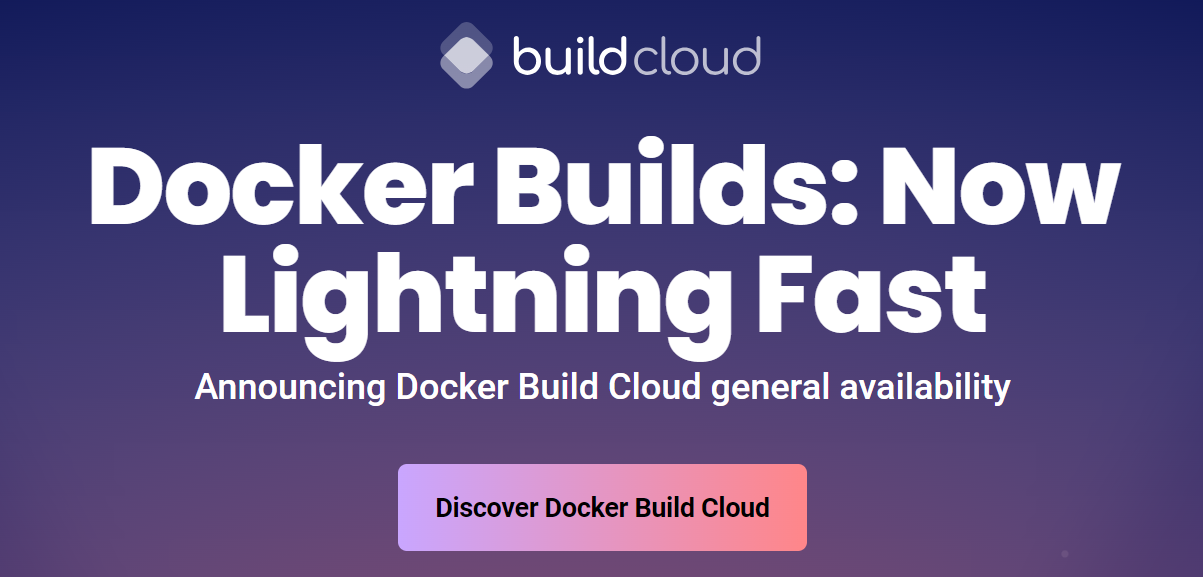 buildcloud
Docker Builds: Now
Lightning Fast
Announcing Docker Build Cloud general availability
Discover Docker Build Cloud